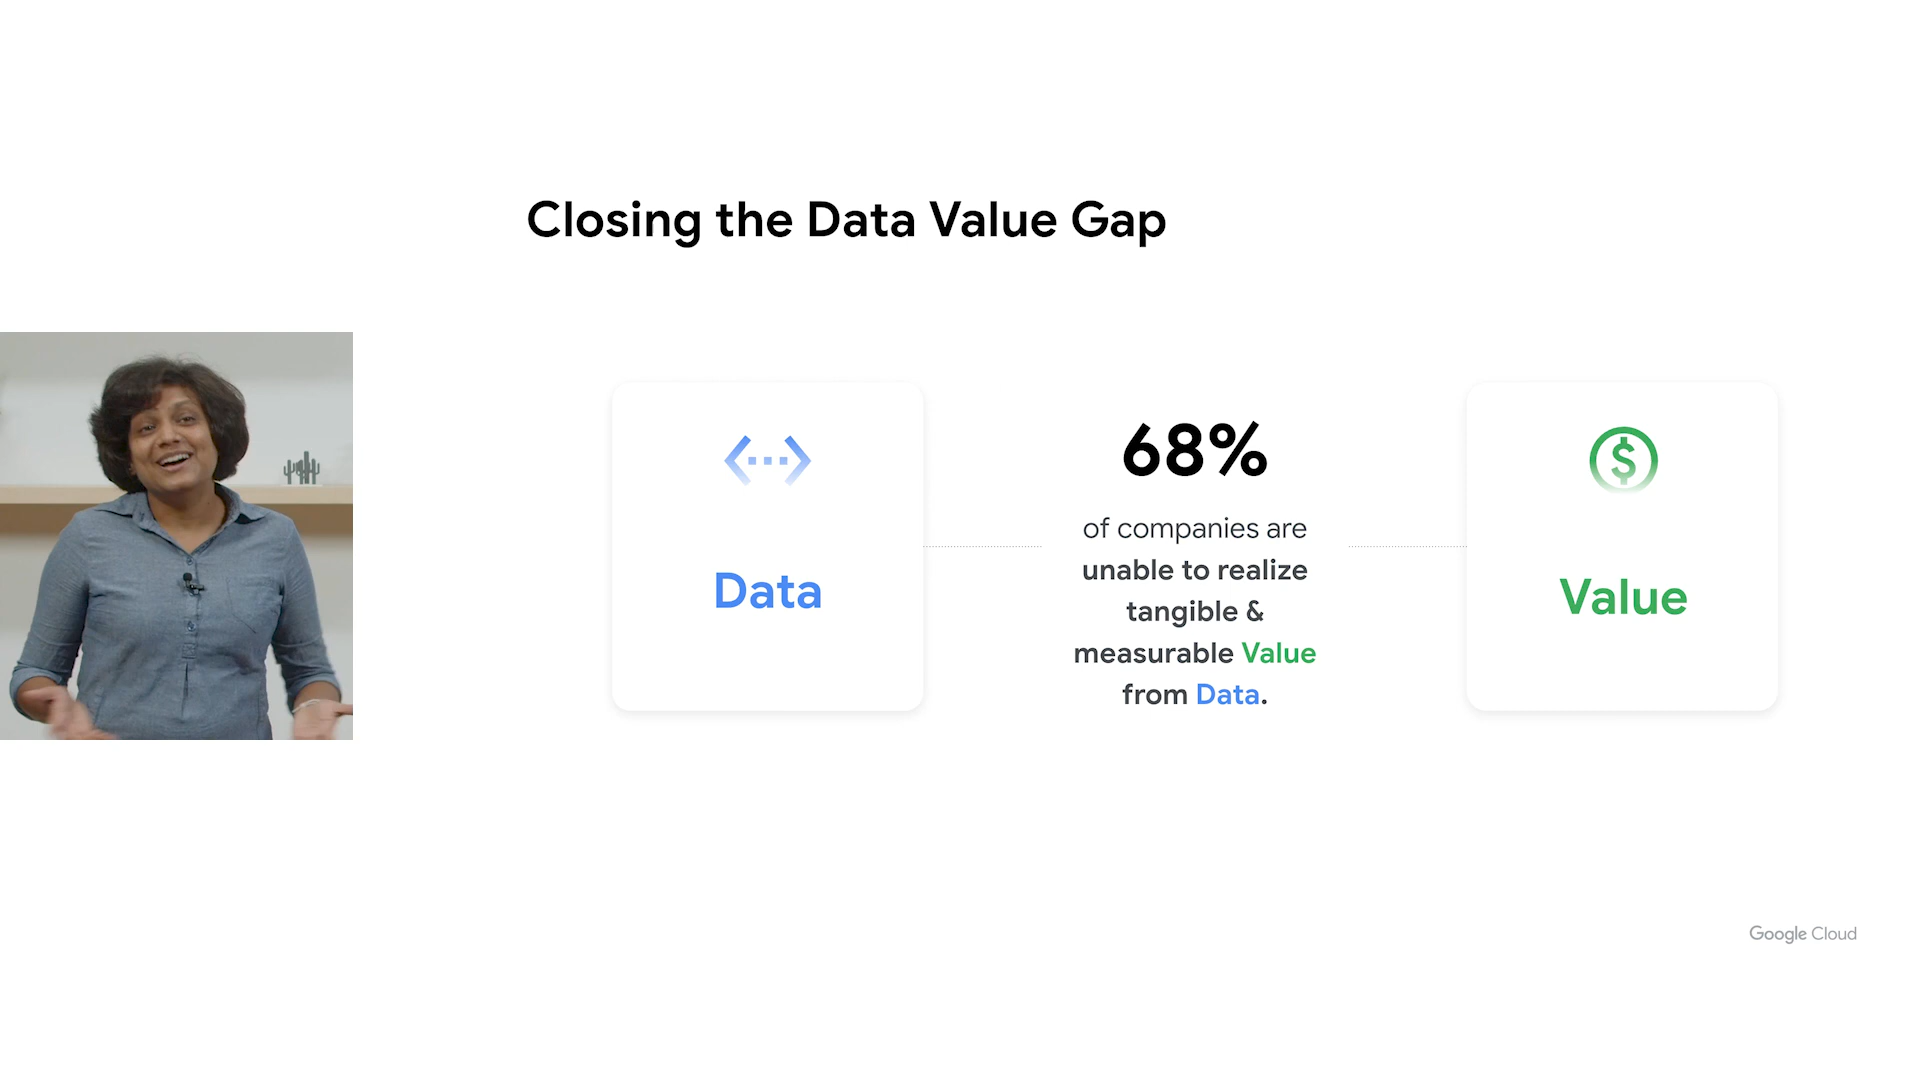 Closing the Data Value Gap
Data
68%
of companies are
unable to realize
tangible &
measurable Value
from Data.
Value
Google Cloud